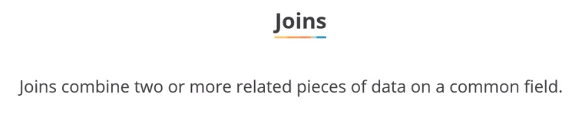 Joins
Joins combine two or more related pieces of data on a common field.